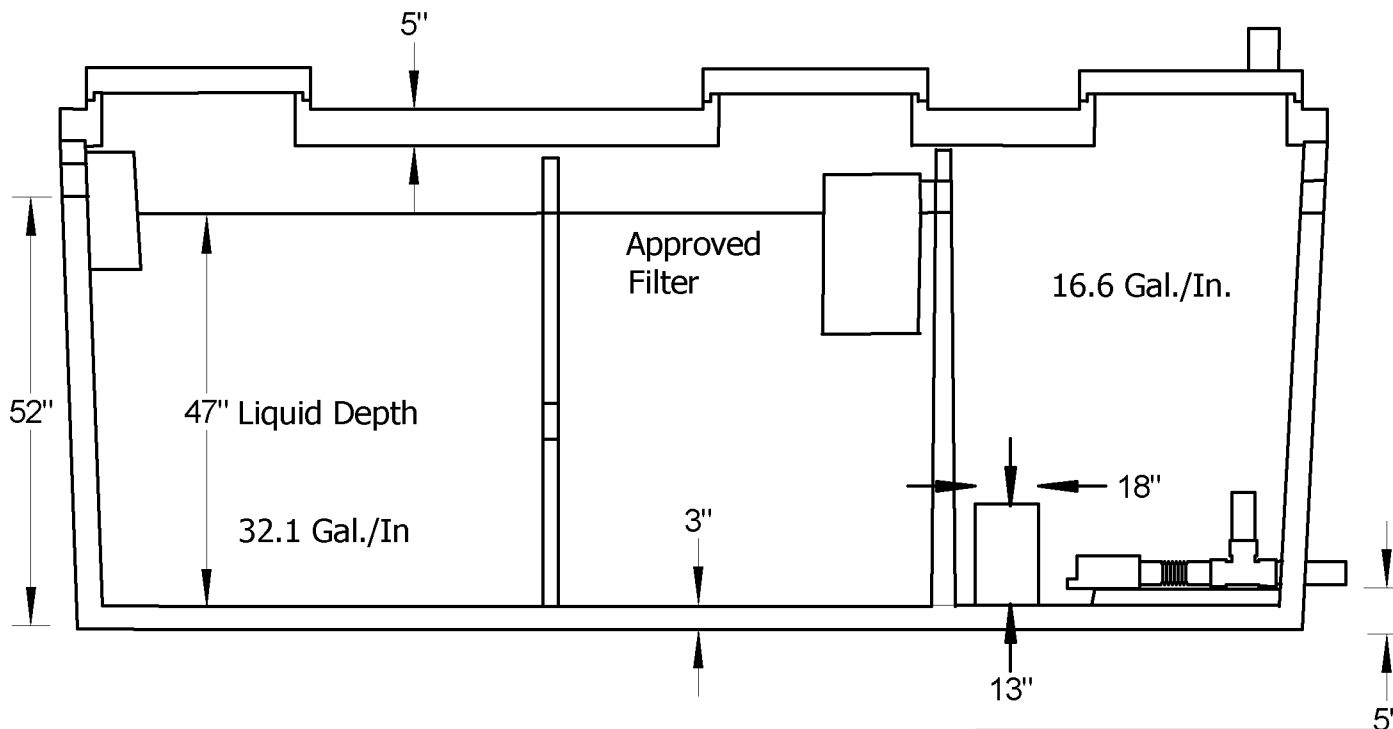 5"
Approved
Filter
16.6 Gal./In.
52"
47" Liquid Depth
18"
32.1 Gal./In
3"
13"
5"